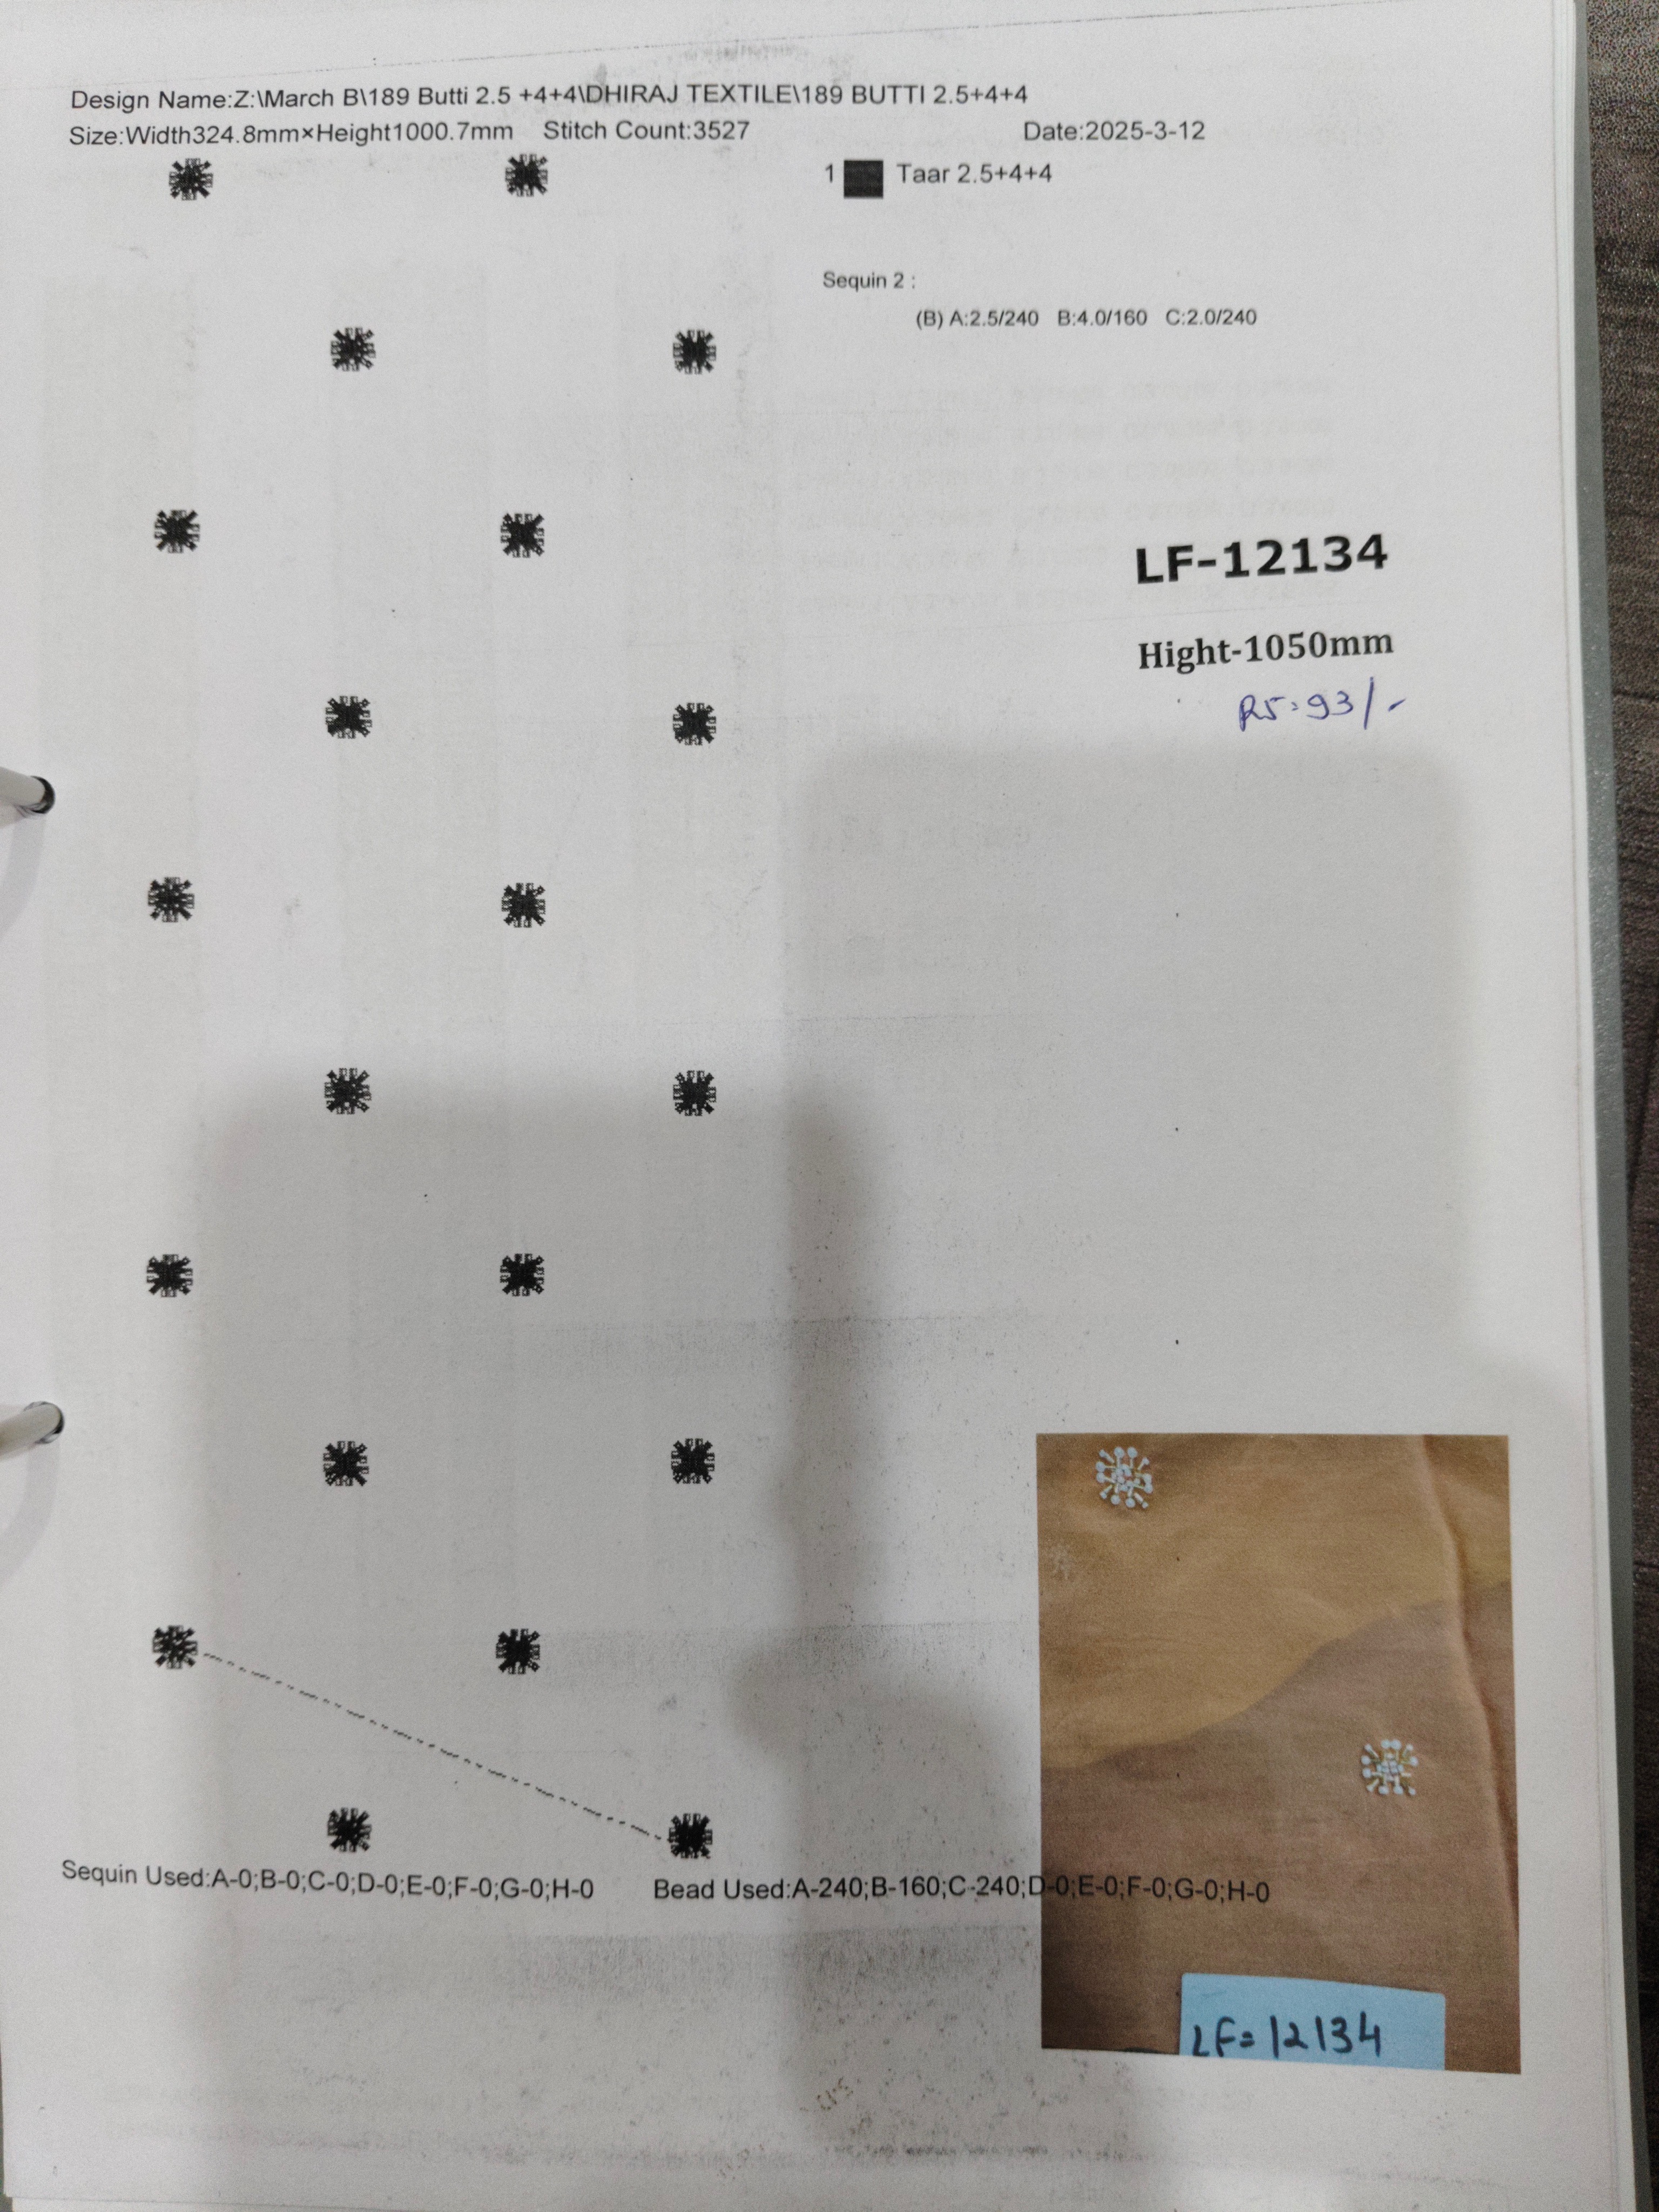 Design Name:Z:\March B\189 Butti 2.5 +4+4\DHIRAJ TEXTILE\189 BUTTI 2.5+4+4
Size:Width324.8mm×Height1000.7mm Stitch Count:3527 Date:2025-3-12
1 Taar 2.5+4+4
Sequin 2 :
(B) A:2.5/240 B:4.0/160 C:2.0/240
LF-12134
Hight-1050mm
RS:93/-
Sequin Used:A-0;B-0;C-0;D-0;E-0;F-0;G-0;H-0 Bead Used:A-240;B-160;C-240;D-0;E-0;F-0;G-0;H-0
LF=12134